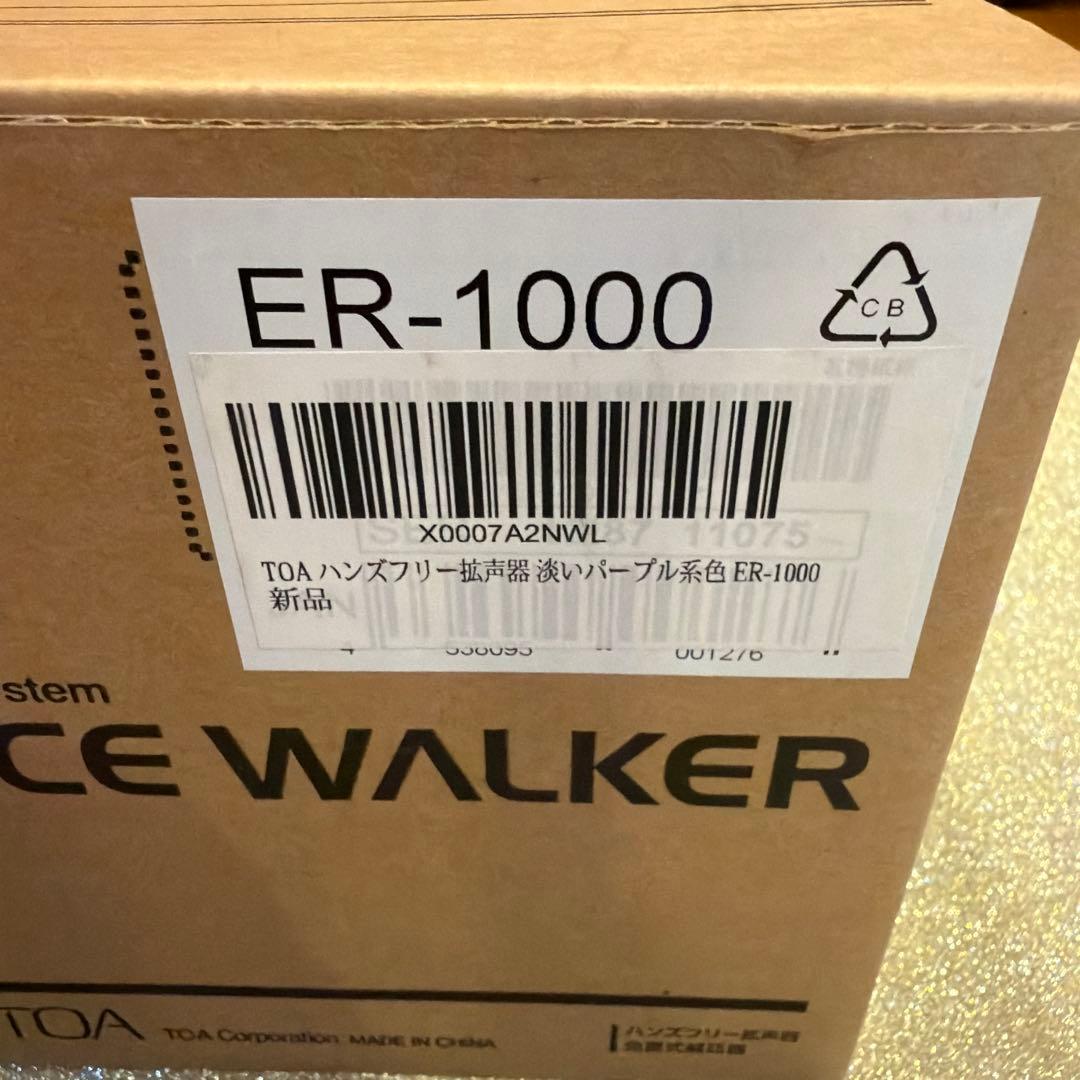 ER-1000
CB
X0007A2NWL
TOA ハンズフリー拡声器 淡いパープル系色 ER-1000
新品
stem
CE WALKER
TOA TOA Corporation MADE IN CHINA
ハンズフリー拡声器